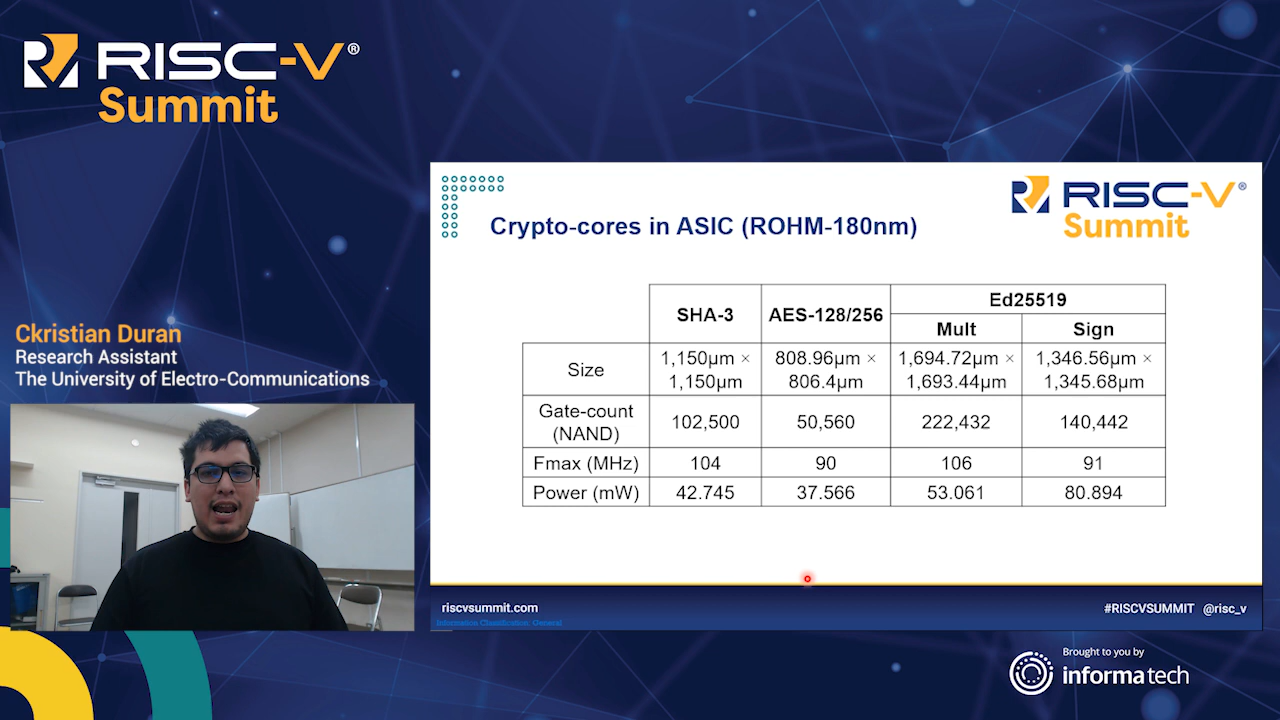 RISC-V®
Summit
Ckristian Duran
Research Assistant
The University of Electro-Communications
RISC-V®
Summit
Crypto-cores in ASIC (ROHM-180nm)
SHA-3 AES-128/256 Ed25519
Mult Sign
Size 1,150µm × 1,150µm 808.96µm × 806.4µm 1,694.72µm × 1,693.44µm 1,346.56µm × 1,345.68µm
Gate-count (NAND) 102,500 50,560 222,432 140,442
Fmax (MHz) 104 90 106 91
Power (mW) 42.745 37.566 53.061 80.894
riscvsummit.com
#RISCVSUMMIT @risc_v
Information Classification: General
Brought to you by
informa tech